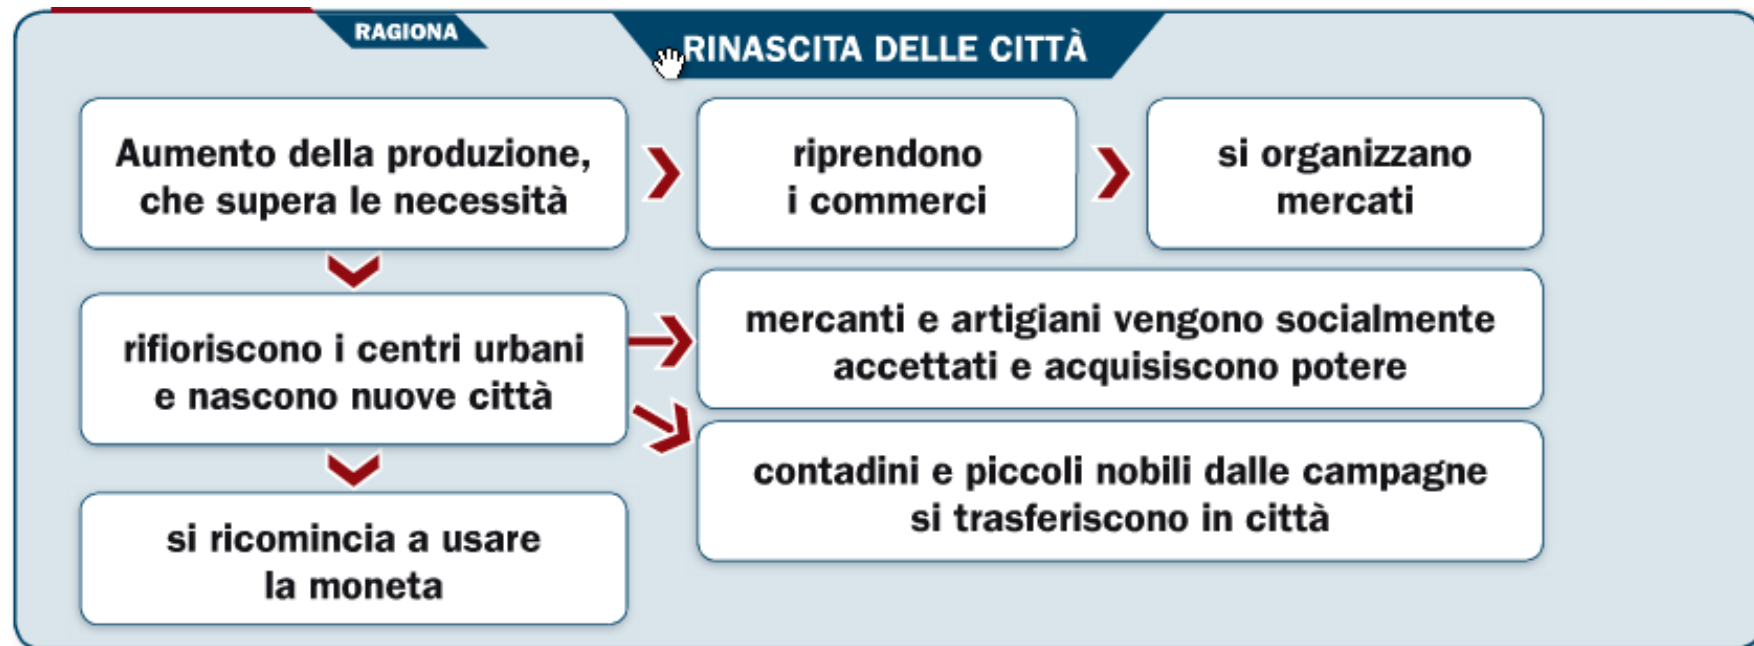 RAGIONA
RINASCITA DELLE CITTÀ
Aumento della produzione,
che supera le necessità
riprendono
i commerci
si organizzano
mercati
rifioriscono i centri urbani
e nascono nuove città
mercanti e artigiani vengono socialmente
accettati e acquisiscono potere
contadini e piccoli nobili dalle campagne
si trasferiscono in città
si ricomincia a usare
la moneta